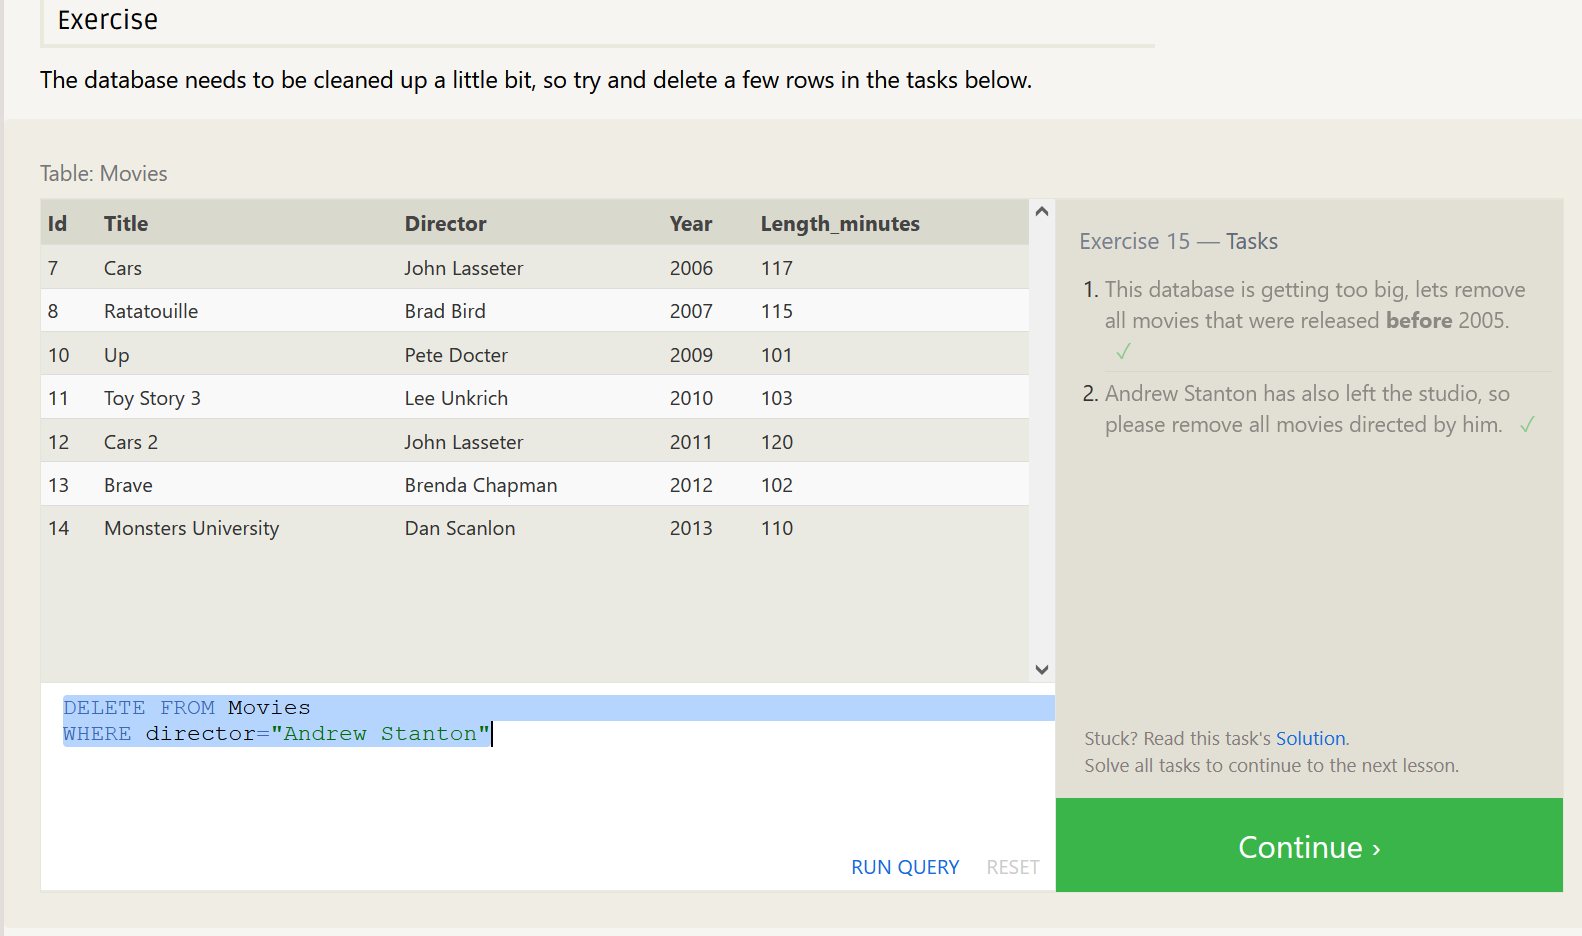 Exercise
The database needs to be cleaned up a little bit, so try and delete a few rows in the tasks below.
Table: Movies
Id Title Director Year Length_minutes
7 Cars John Lasseter 2006 117
8 Ratatouille Brad Bird 2007 115
10 Up Pete Docter 2009 101
11 Toy Story 3 Lee Unkrich 2010 103
12 Cars 2 John Lasseter 2011 120
13 Brave Brenda Chapman 2012 102
14 Monsters University Dan Scanlon 2013 110
DELETE FROM Movies
WHERE director="Andrew Stanton"
RUN QUERY RESET
Exercise 15 — Tasks
1. This database is getting too big, lets remove
all movies that were released before 2005.
✓
2. Andrew Stanton has also left the studio, so
please remove all movies directed by him. ✓
Stuck? Read this task's Solution.
Solve all tasks to continue to the next lesson.
Continue ›